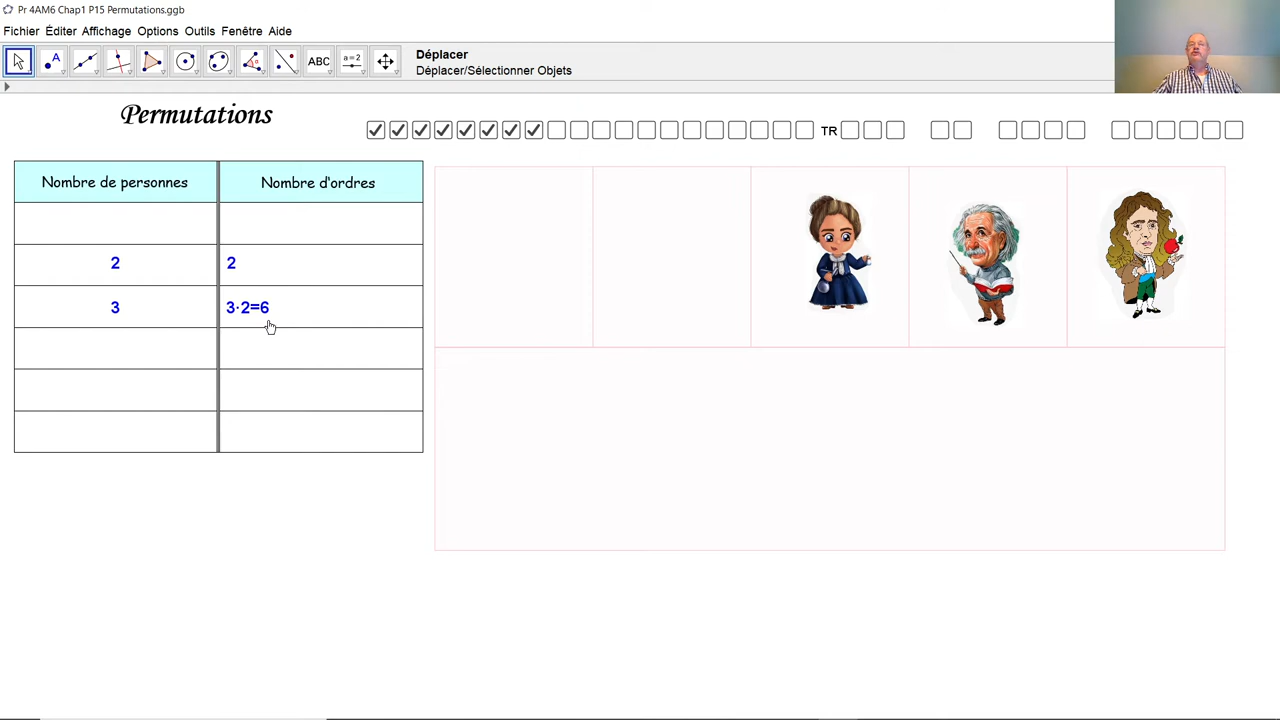 Pr 4AM6 Chap1 P15 Permutations.ggb
Fichier Éditer Affichage Options Outils Fenêtre Aide
A
ABC
a=2
Déplacer
Déplacer/Sélectionner Objets
Permutations
TR
Nombre de personnes Nombre d'ordres
2 2
3 3·2=6